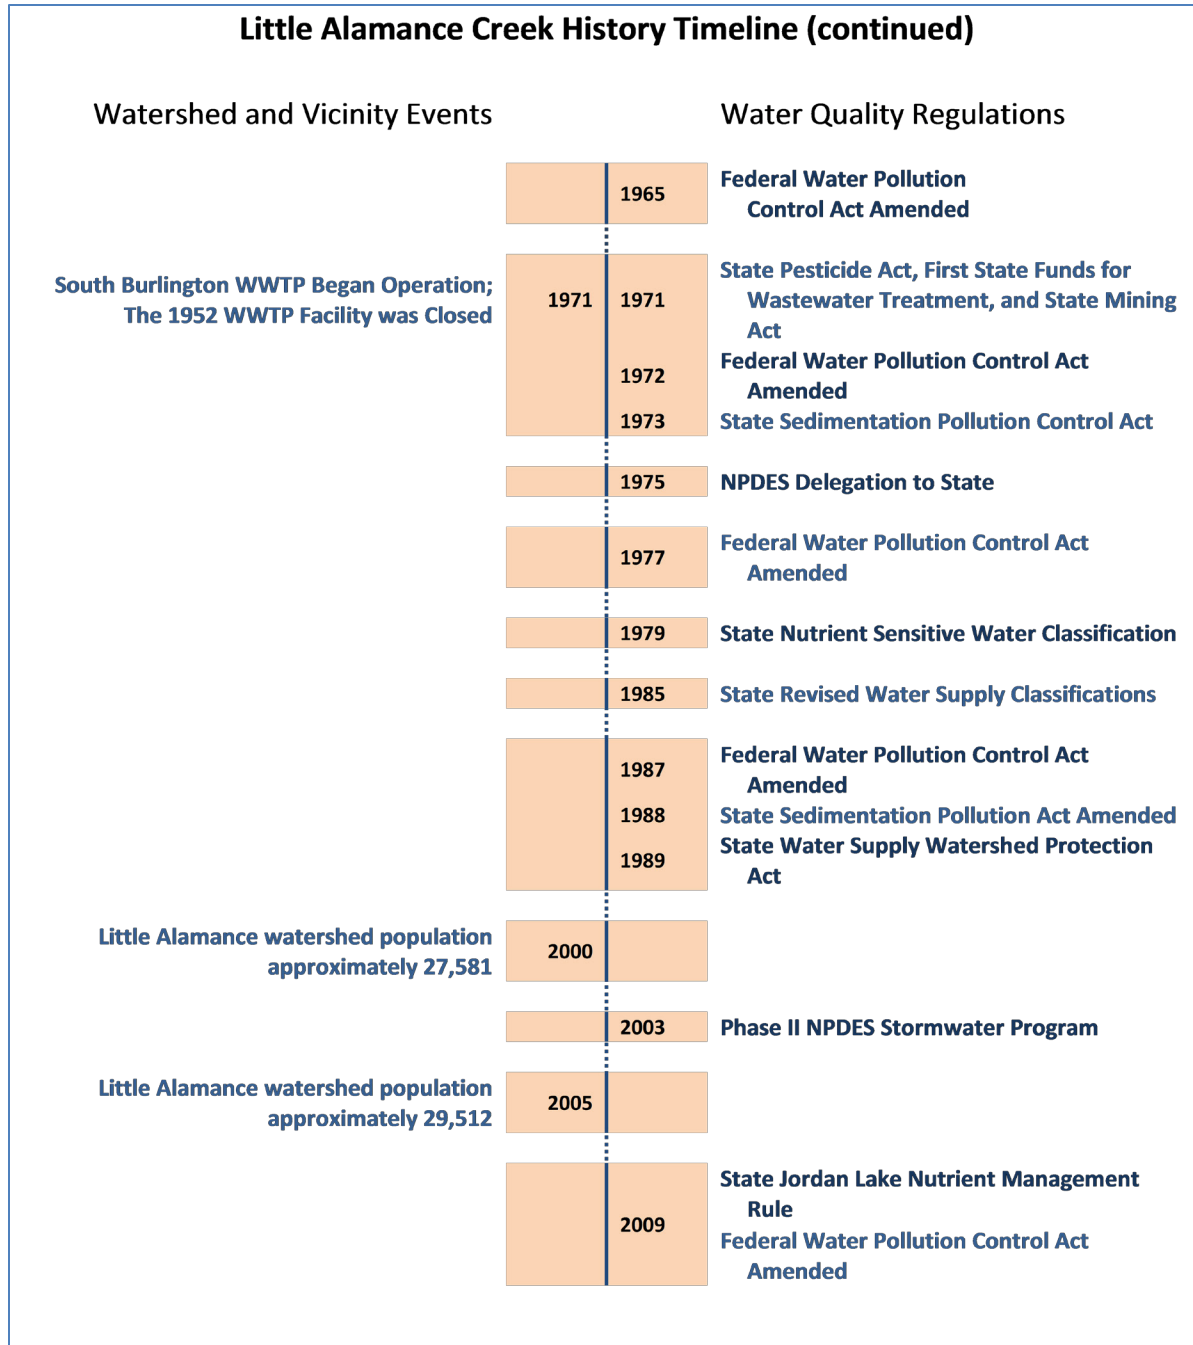 Little Alamance Creek History Timeline (continued)
Watershed and Vicinity Events
Water Quality Regulations
1965
Federal Water Pollution
Control Act Amended
South Burlington WWTP Began Operation;
The 1952 WWTP Facility was Closed
1971
1971
State Pesticide Act, First State Funds for
Wastewater Treatment, and State Mining
Act
1972
Federal Water Pollution Control Act
Amended
1973
State Sedimentation Pollution Control Act
1975
NPDES Delegation to State
1977
Federal Water Pollution Control Act
Amended
1979
State Nutrient Sensitive Water Classification
1985
State Revised Water Supply Classifications
1987
Federal Water Pollution Control Act
Amended
1988
State Sedimentation Pollution Act Amended
1989
State Water Supply Watershed Protection
Act
Little Alamance watershed population
approximately 27,581
2000
2003
Phase II NPDES Stormwater Program
Little Alamance watershed population
approximately 29,512
2005
2009
State Jordan Lake Nutrient Management
Rule
Federal Water Pollution Control Act
Amended